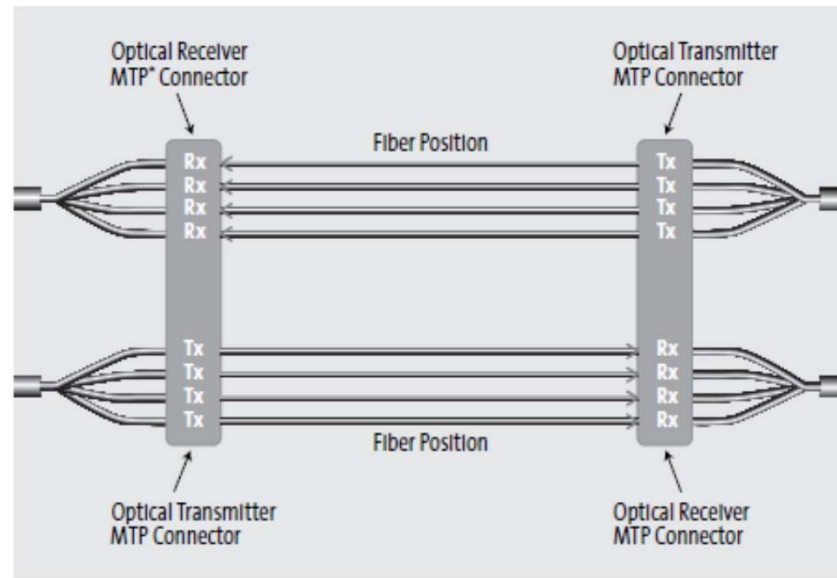 Optical Receiver
MTP* Connector
Optical Transmitter
MTP Connector
Fiber Position
Rx Tx
Rx Tx
Rx Tx
Rx Tx
Tx Rx
Tx Rx
Tx Rx
Tx Rx
Fiber Position
Optical Transmitter
MTP Connector
Optical Receiver
MTP Connector